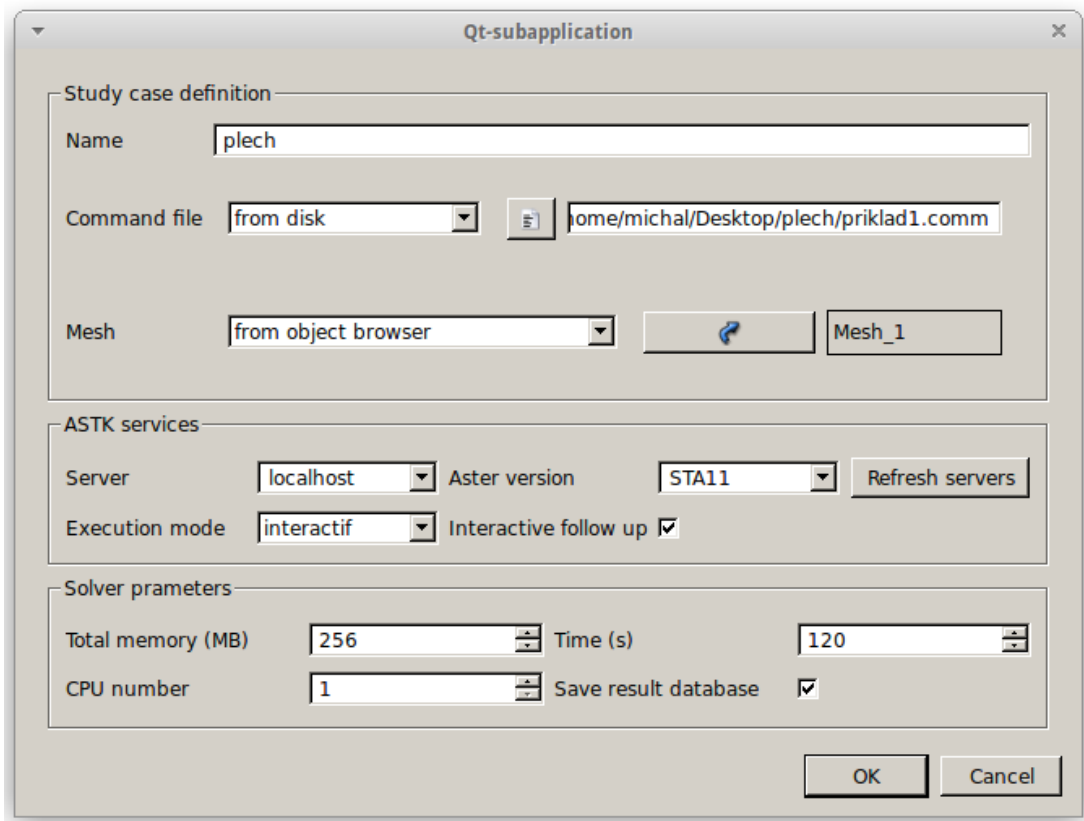 Qt-subapplication
Study case definition
Name plech
Command file from disk home/michal/Desktop/plech/priklad1.comm
Mesh from object browser Mesh_1
ASTK services
Server localhost Aster version STA11 Refresh servers
Execution mode interactif Interactive follow up
Solver prameters
Total memory (MB) 256 Time (s) 120
CPU number 1 Save result database
OK Cancel